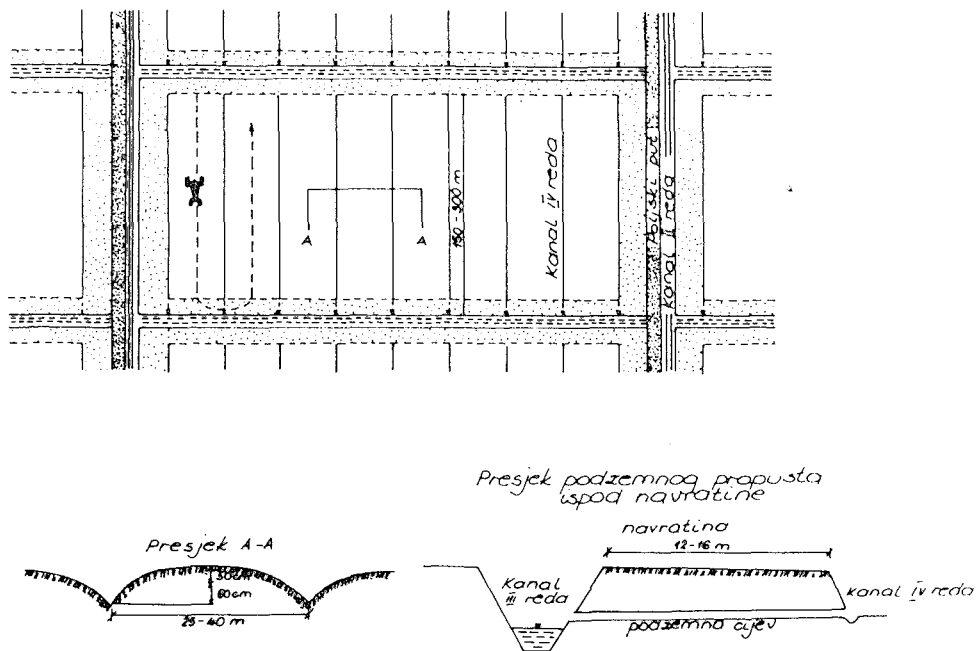 A
A
150-300 m
Kanal IV reda
Poljski put
Kanal II reda
Presjek podzemnog propusta
ispod navratine
navratina
12-16 m
Presjek A-A
60cm
25-40 m
Kanal
III reda
Kanal IV reda
podzemna cijev